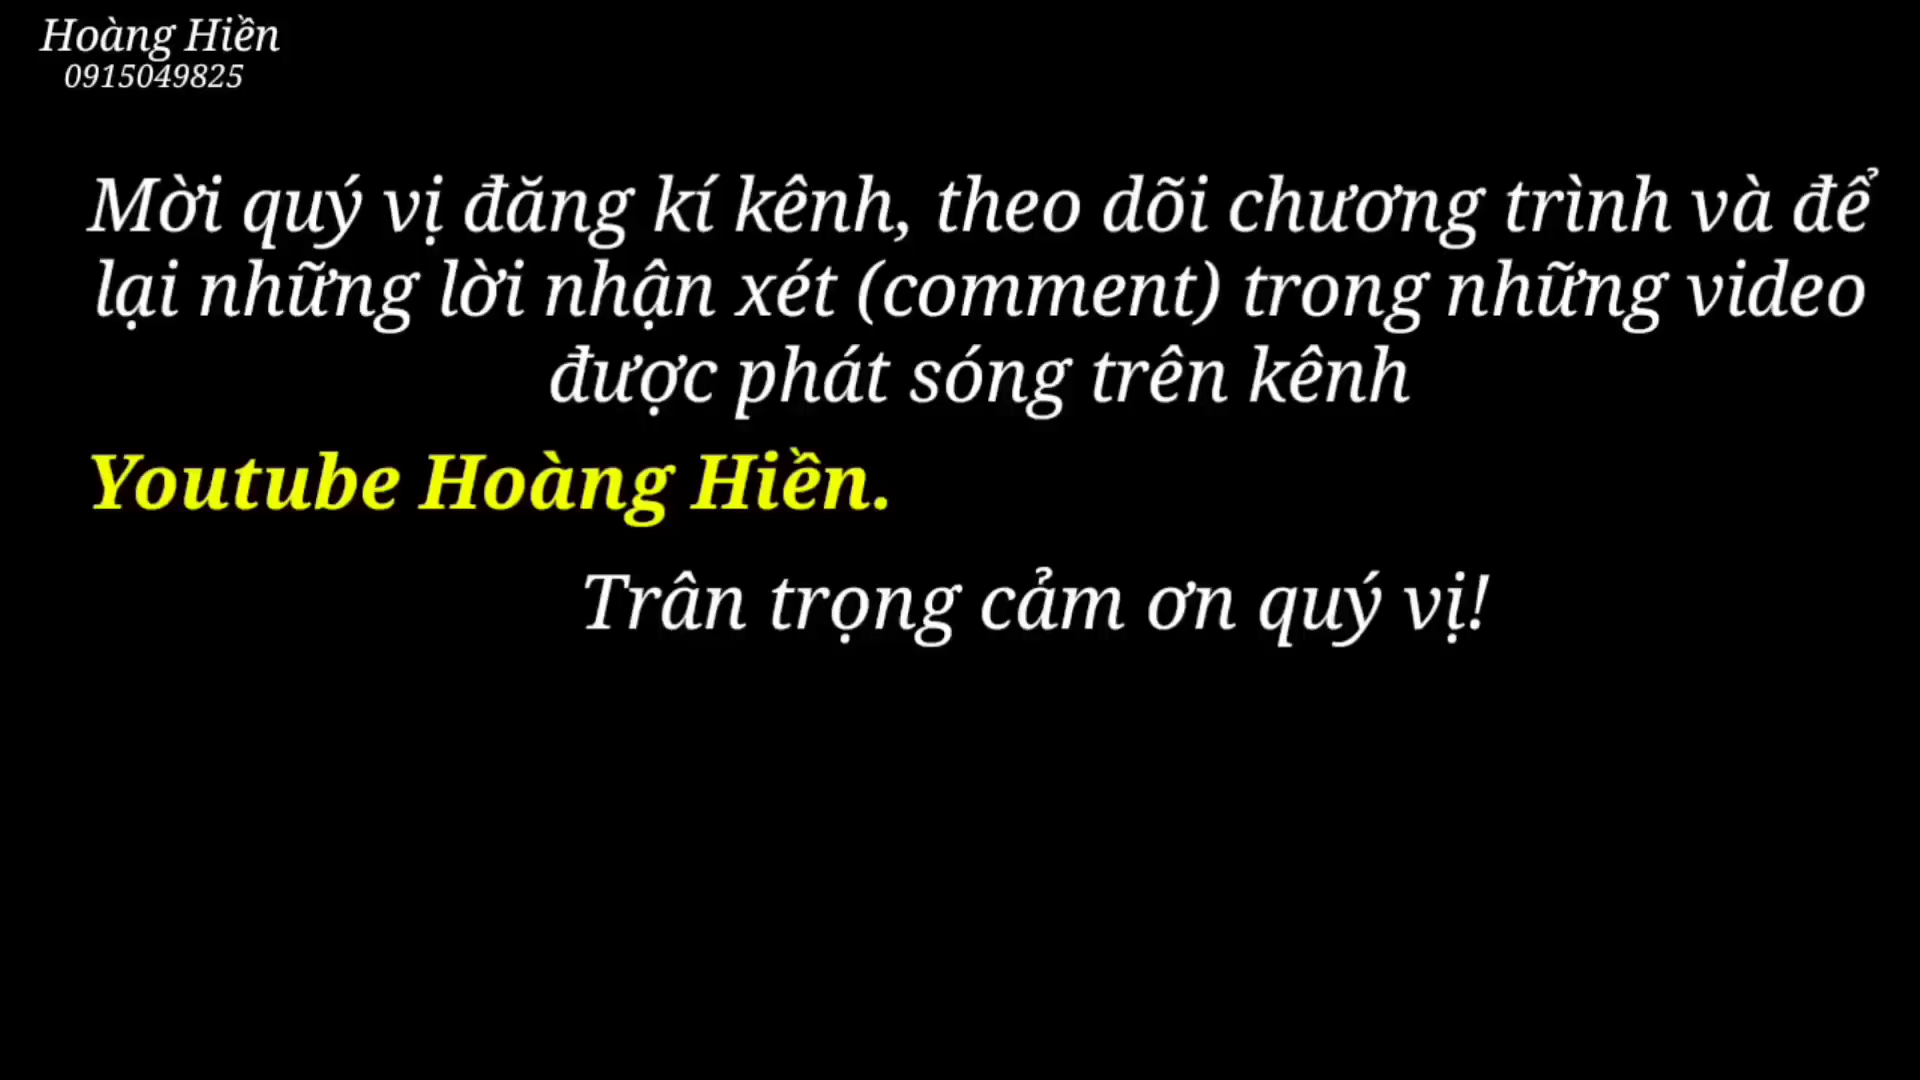 Hoàng Hiền
0915049825
Mời quý vị đăng kí kênh, theo dõi chương trình và để
lại những lời nhận xét (comment) trong những video
được phát sóng trên kênh
Youtube Hoàng Hiền.
Trân trọng cảm ơn quý vị!